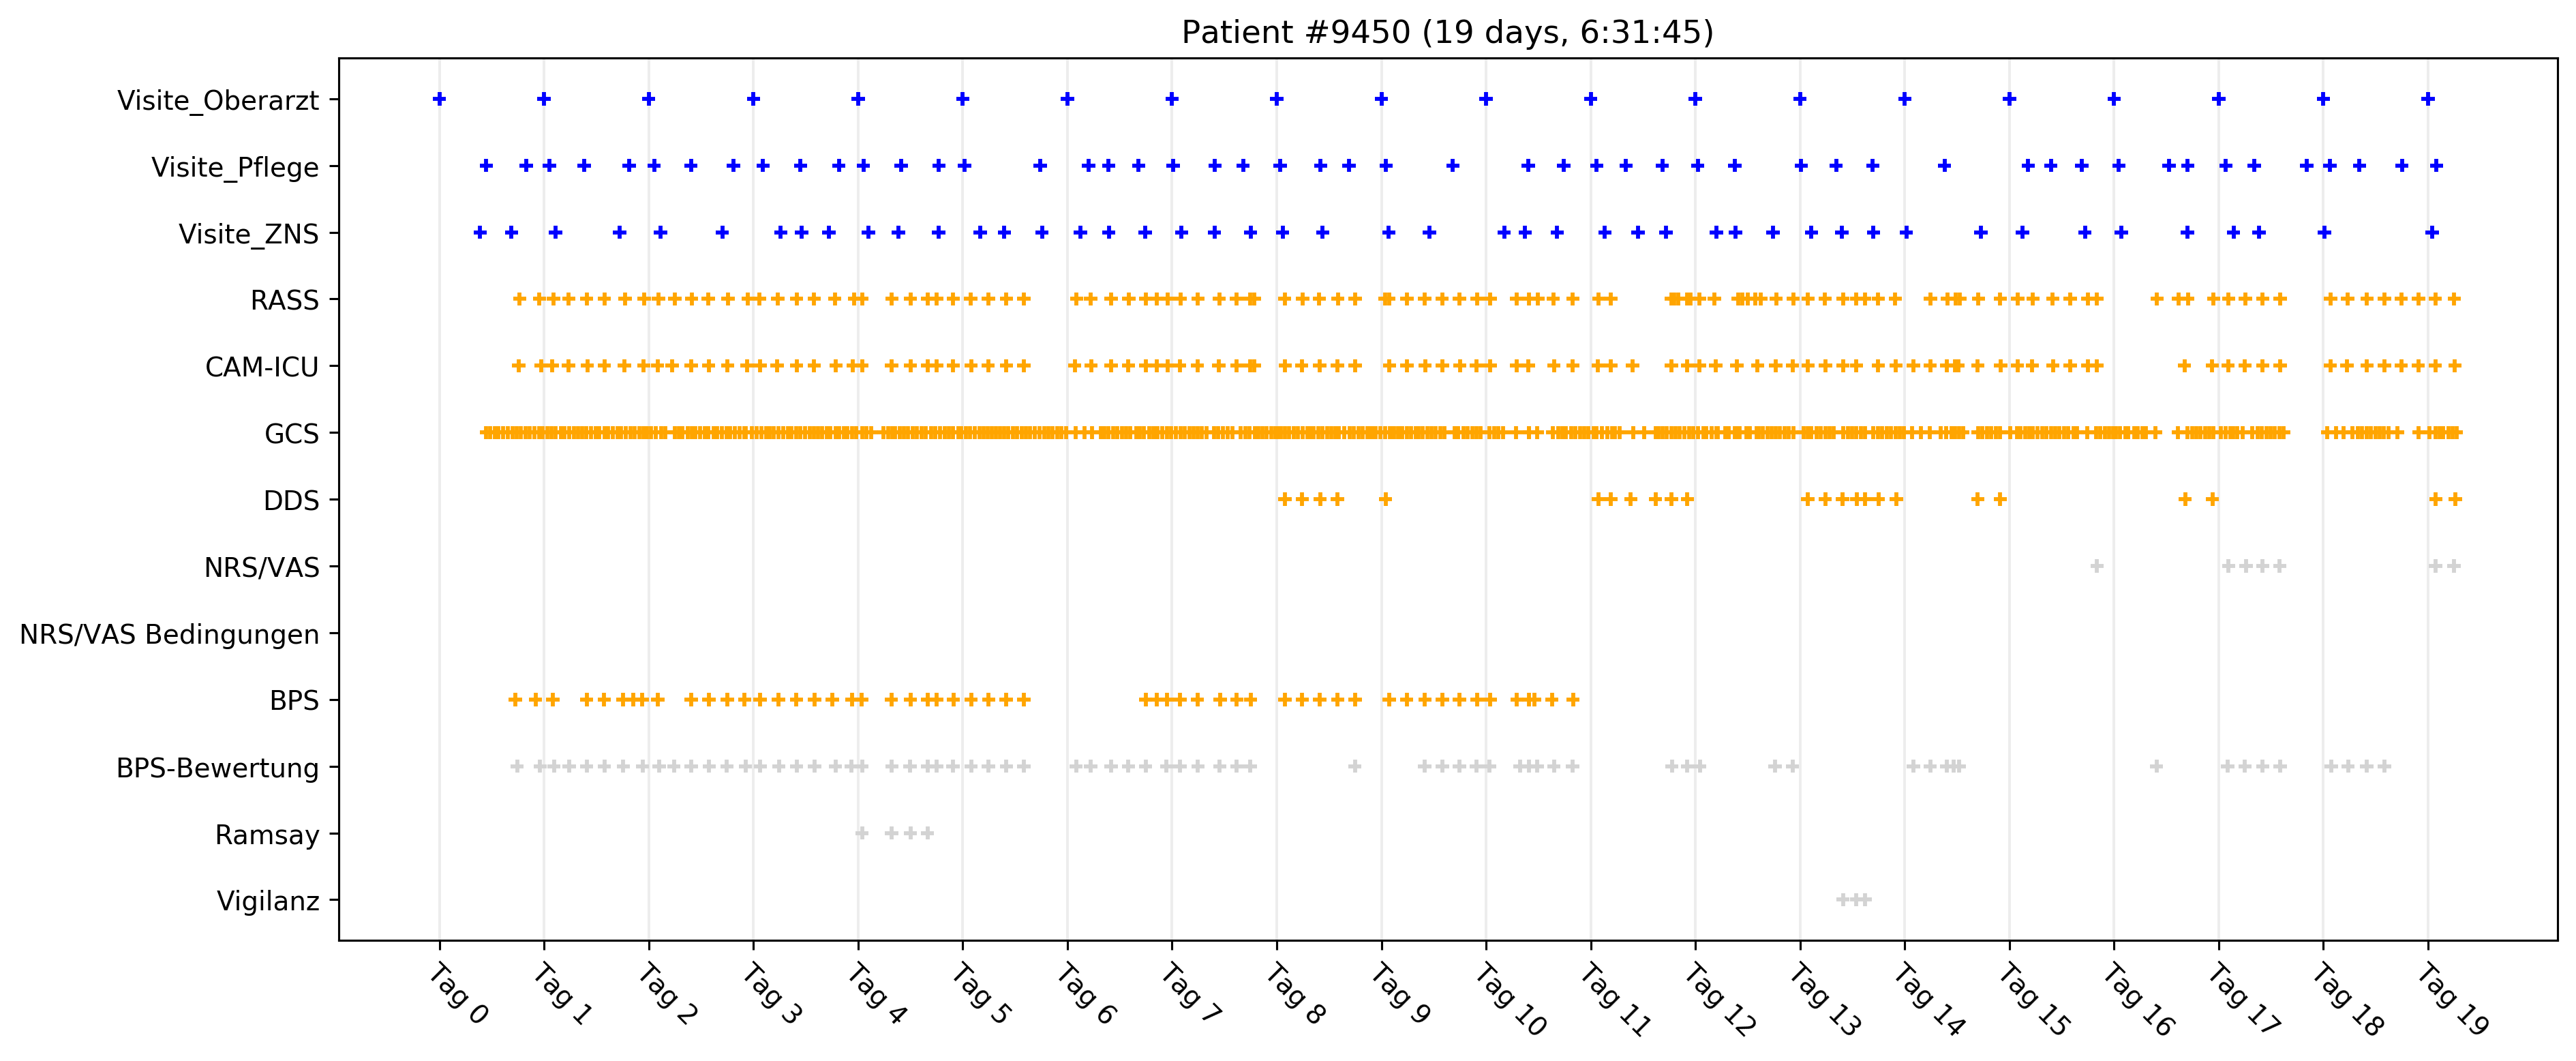 Patient #9450 (19 days, 6:31:45)
Visite_Oberarzt
Visite_Pflege
Visite_ZNS
RASS
CAM-ICU
GCS
DDS
NRS/VAS
NRS/VAS Bedingungen
BPS
BPS-Bewertung
Ramsay
Vigilanz
Tag 0
Tag 1
Tag 2
Tag 3
Tag 4
Tag 5
Tag 6
Tag 7
Tag 8
Tag 9
Tag 10
Tag 11
Tag 12
Tag 13
Tag 14
Tag 15
Tag 16
Tag 17
Tag 18
Tag 19